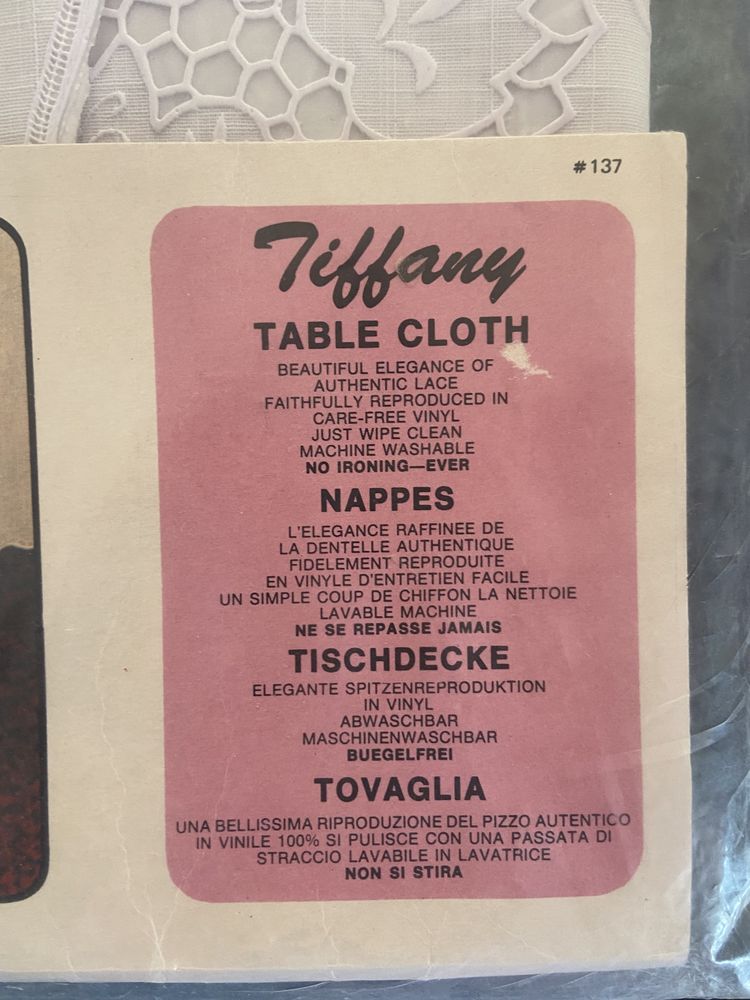 #137
Tiffany
TABLE CLOTH
BEAUTIFUL ELEGANCE OF
AUTHENTIC LACE
FAITHFULLY REPRODUCED IN
CARE-FREE VINYL
JUST WIPE CLEAN
MACHINE WASHABLE
NO IRONING—EVER
NAPPES
L'ELEGANCE RAFFINEE DE
LA DENTELLE AUTHENTIQUE
FIDELEMENT REPRODUITE
EN VINYLE D'ENTRETIEN FACILE
UN SIMPLE COUP DE CHIFFON LA NETTOIE
LAVABLE MACHINE
NE SE REPASSE JAMAIS
TISCHDECKE
ELEGANTE SPITZENREPRODUKTION
IN VINYL
ABWASCHBAR
MASCHINENWASCHBAR
BUEGELFREI
TOVAGLIA
UNA BELLISSIMA RIPRODUZIONE DEL PIZZO AUTENTICO
IN VINILE 100% SI PULISCE CON UNA PASSATA DI
STRACCIO LAVABILE IN LAVATRICE
NON SI STIRA